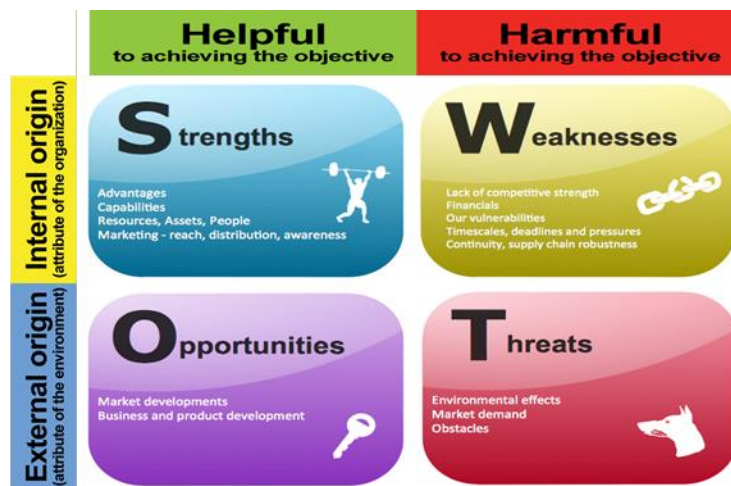 Helpful
to achieving the objective
Harmful
to achieving the objective
Internal origin
(attribute of the organization)
Strengths
Advantages
Capabilities
Resources, Assets, People
Marketing - reach, distribution, awareness
Weaknesses
Lack of competitive strength
Financials
Our vulnerabilities
Timescales, deadlines and pressures
Continuity, supply chain robustness
External origin
(attribute of the environment)
Opportunities
Market developments
Business and product development
Threats
Environmental effects
Market demand
Obstacles